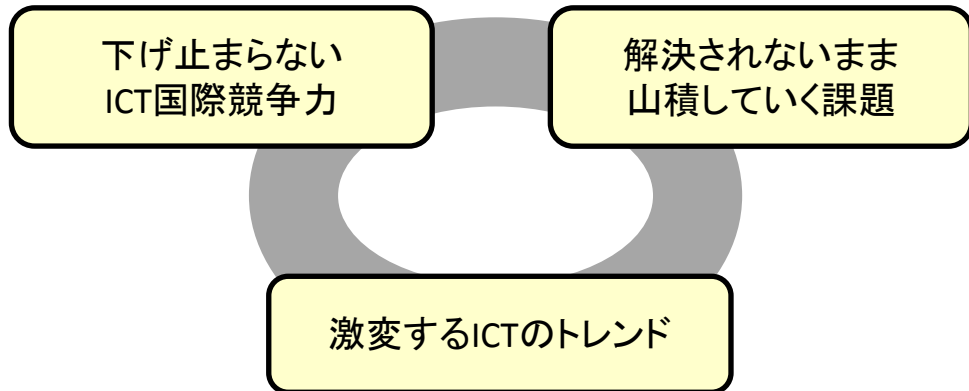 下げ止まらない
ICT国際競争力
解決されないまま
山積していく課題
激変するICTのトレンド